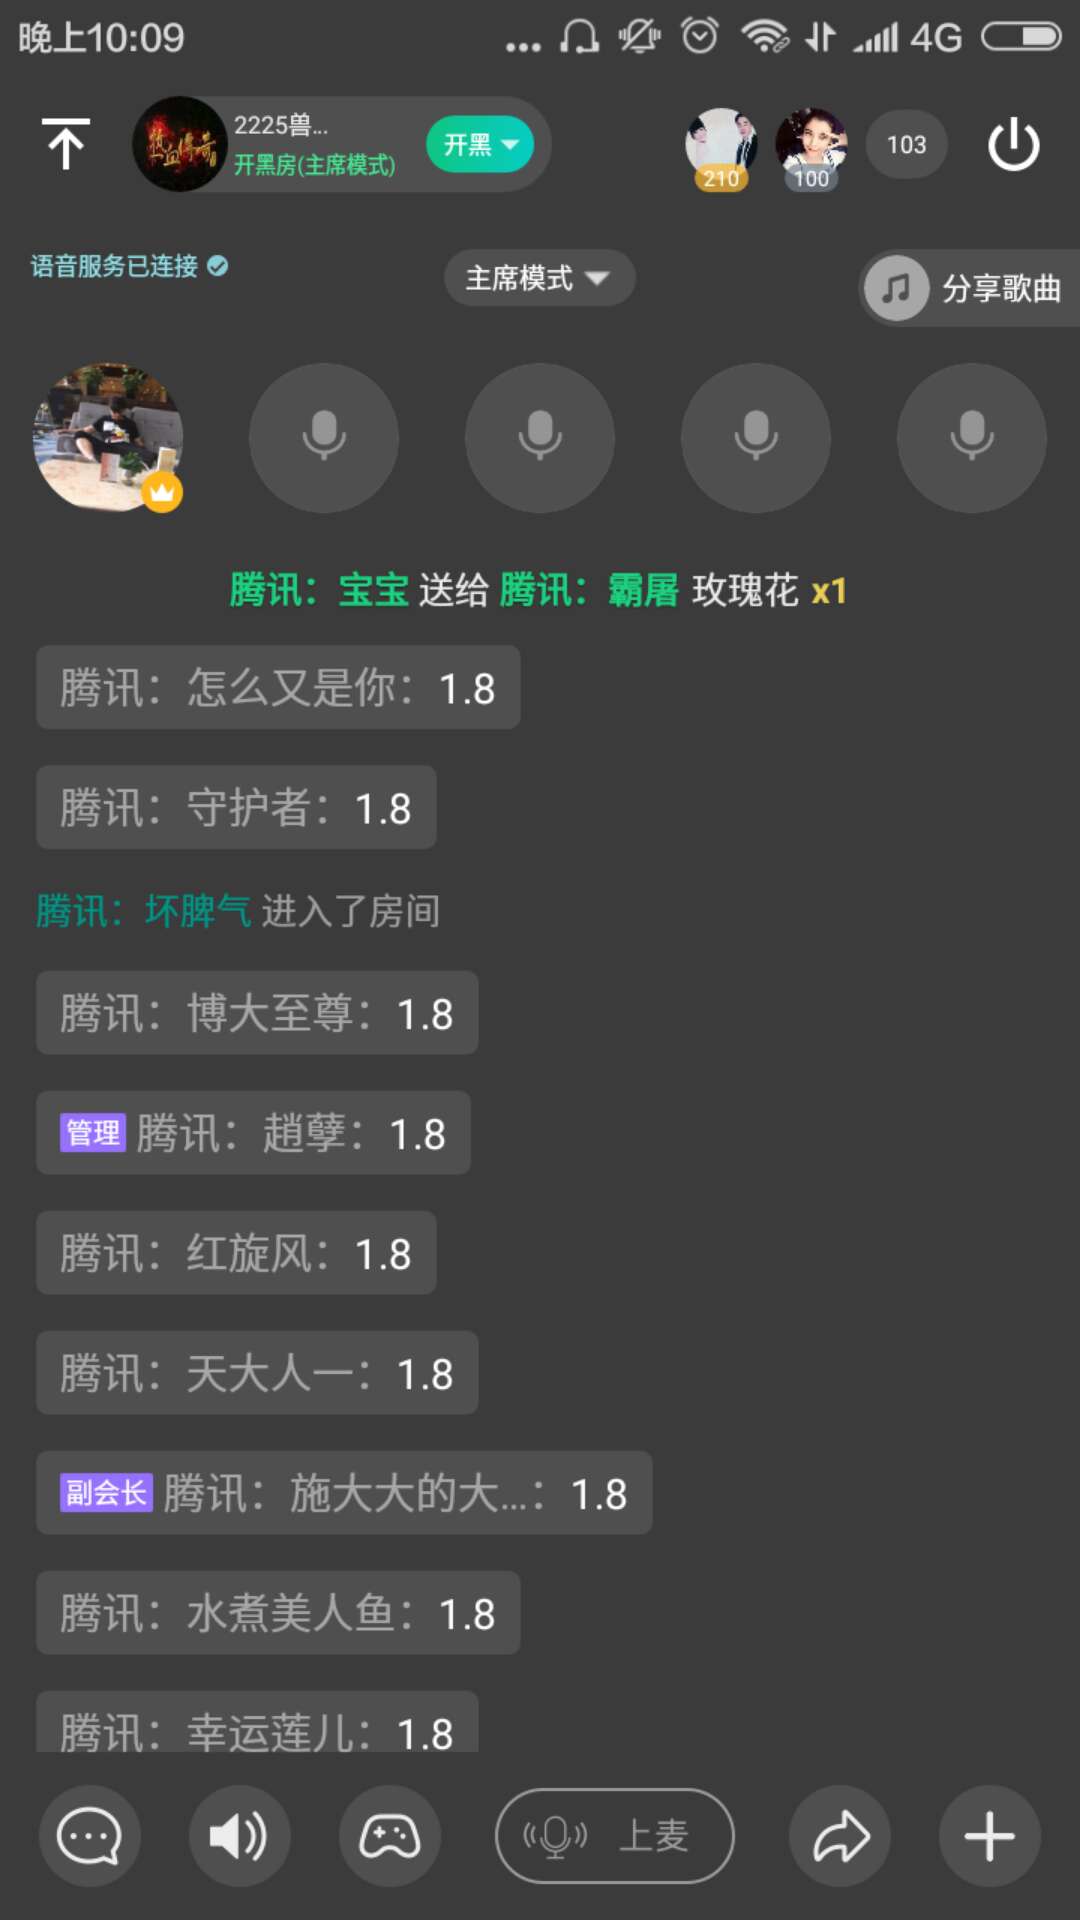 晚上10:09
4G
热血传奇
2225兽...
开黑房(主席模式)
开黑
210
100
103
语音服务已连接
主席模式
分享歌曲
腾讯：宝宝 送给 腾讯：霸屠 玫瑰花 x1
腾讯：怎么又是你：1.8
腾讯：守护者：1.8
腾讯：坏脾气 进入了房间
腾讯：博大至尊：1.8
管理 腾讯：趙孽：1.8
腾讯：红旋风：1.8
腾讯：天大人一：1.8
副会长 腾讯：施大大的大...：1.8
腾讯：水煮美人鱼：1.8
腾讯：幸运莲儿：1.8
上麦